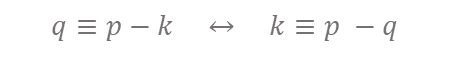 q ≡ p − k ↔ k ≡ p − q